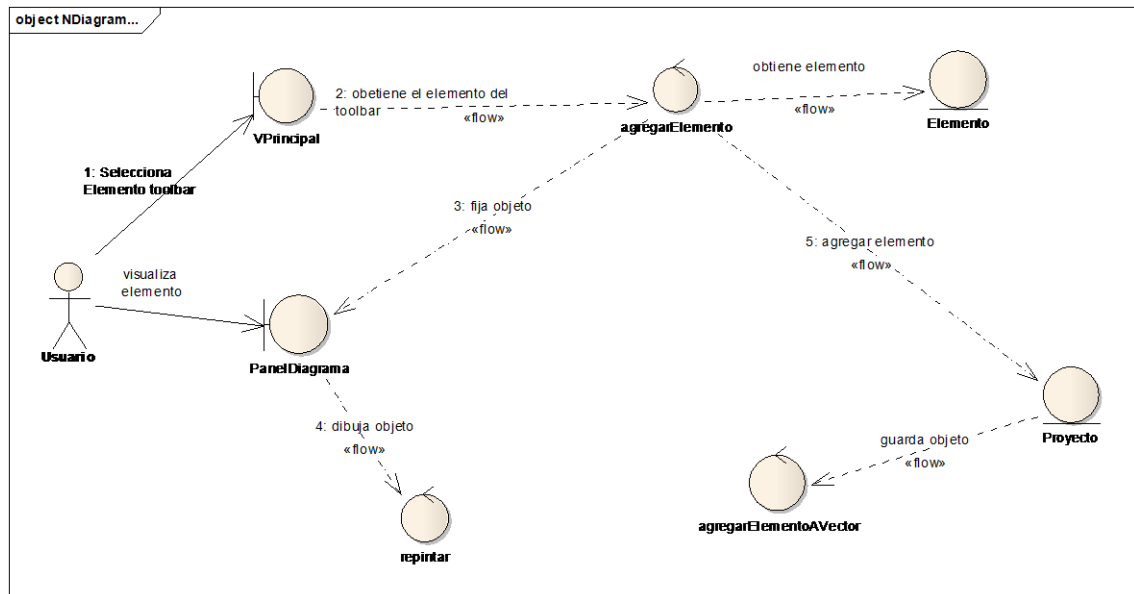 object NDiagram...
obtiene elemento
2: obetiene el elemento del
toolbar
«flow»
«flow»
VPrincipal
agregarElemento
Elemento
1: Selecciona
Elemento toolbar
3: fija objeto
«flow»
5: agregar elemento
«flow»
visualiza
elemento
Usuario
PanelDiagrama
4: dibuja objeto
«flow»
guarda objeto
«flow»
Proyecto
agregarElementoAVector
repintar